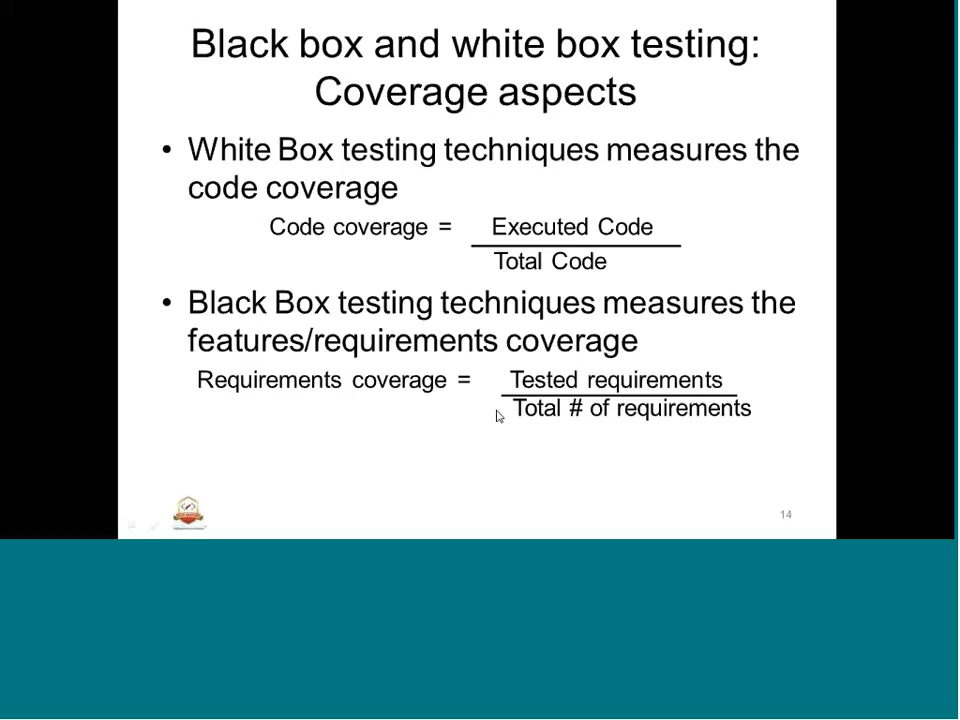 Black box and white box testing:
Coverage aspects
• White Box testing techniques measures the
code coverage
Code coverage = Executed Code
Total Code
• Black Box testing techniques measures the
features/requirements coverage
Requirements coverage = Tested requirements
Total # of requirements
14